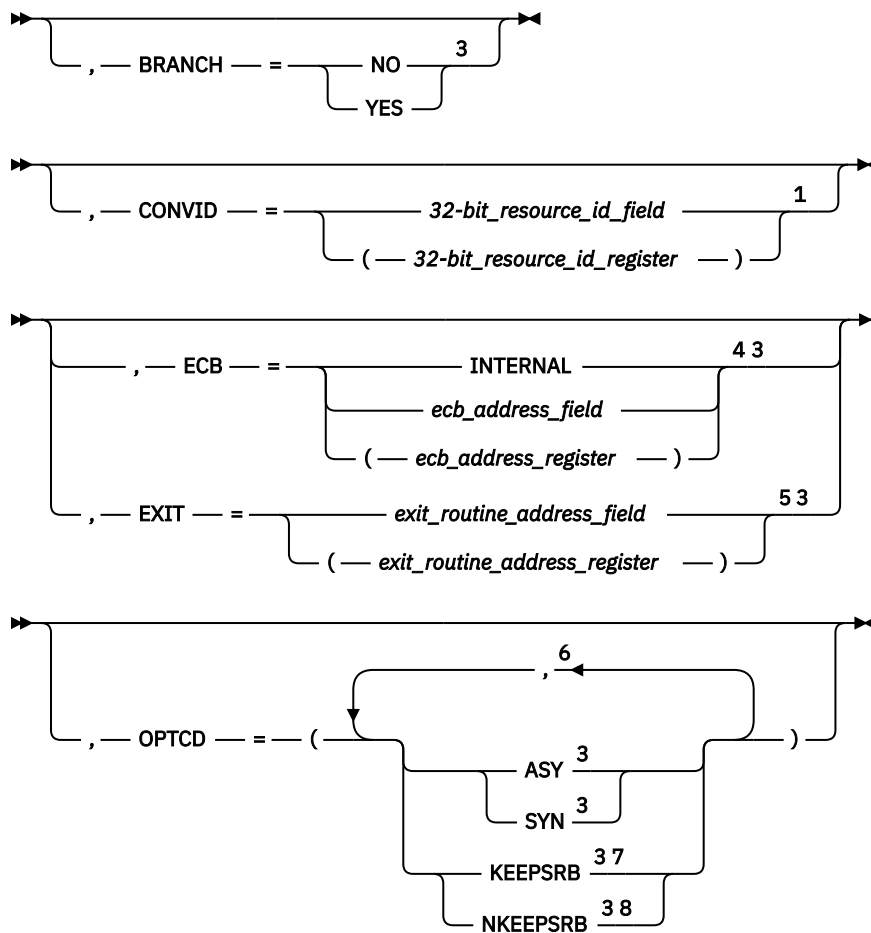 , BRANCH = NO 3
YES
, CONVID = 32-bit_resource_id_field 1
( 32-bit_resource_id_register )
, ECB = INTERNAL 4 3
ecb_address_field
( ecb_address_register )
, EXIT = exit_routine_address_field 5 3
( exit_routine_address_register )
, 6
, OPTCD = ( )
ASY 3
SYN 3
KEEPSRB 3 7
NKEEPSRB 3 8